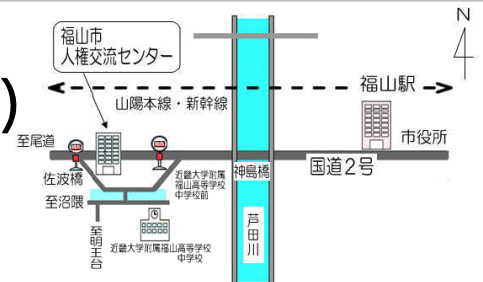 福山市
人権交流センター
N
)
福山駅
山陽本線・新幹線
市役所
至尾道
国道2号
神島橋
佐波橋
近畿大学附属
福山高等学校
中学校前
至沼隈
芦田川
至明王台
近畿大学附属福山高等学校
中学校